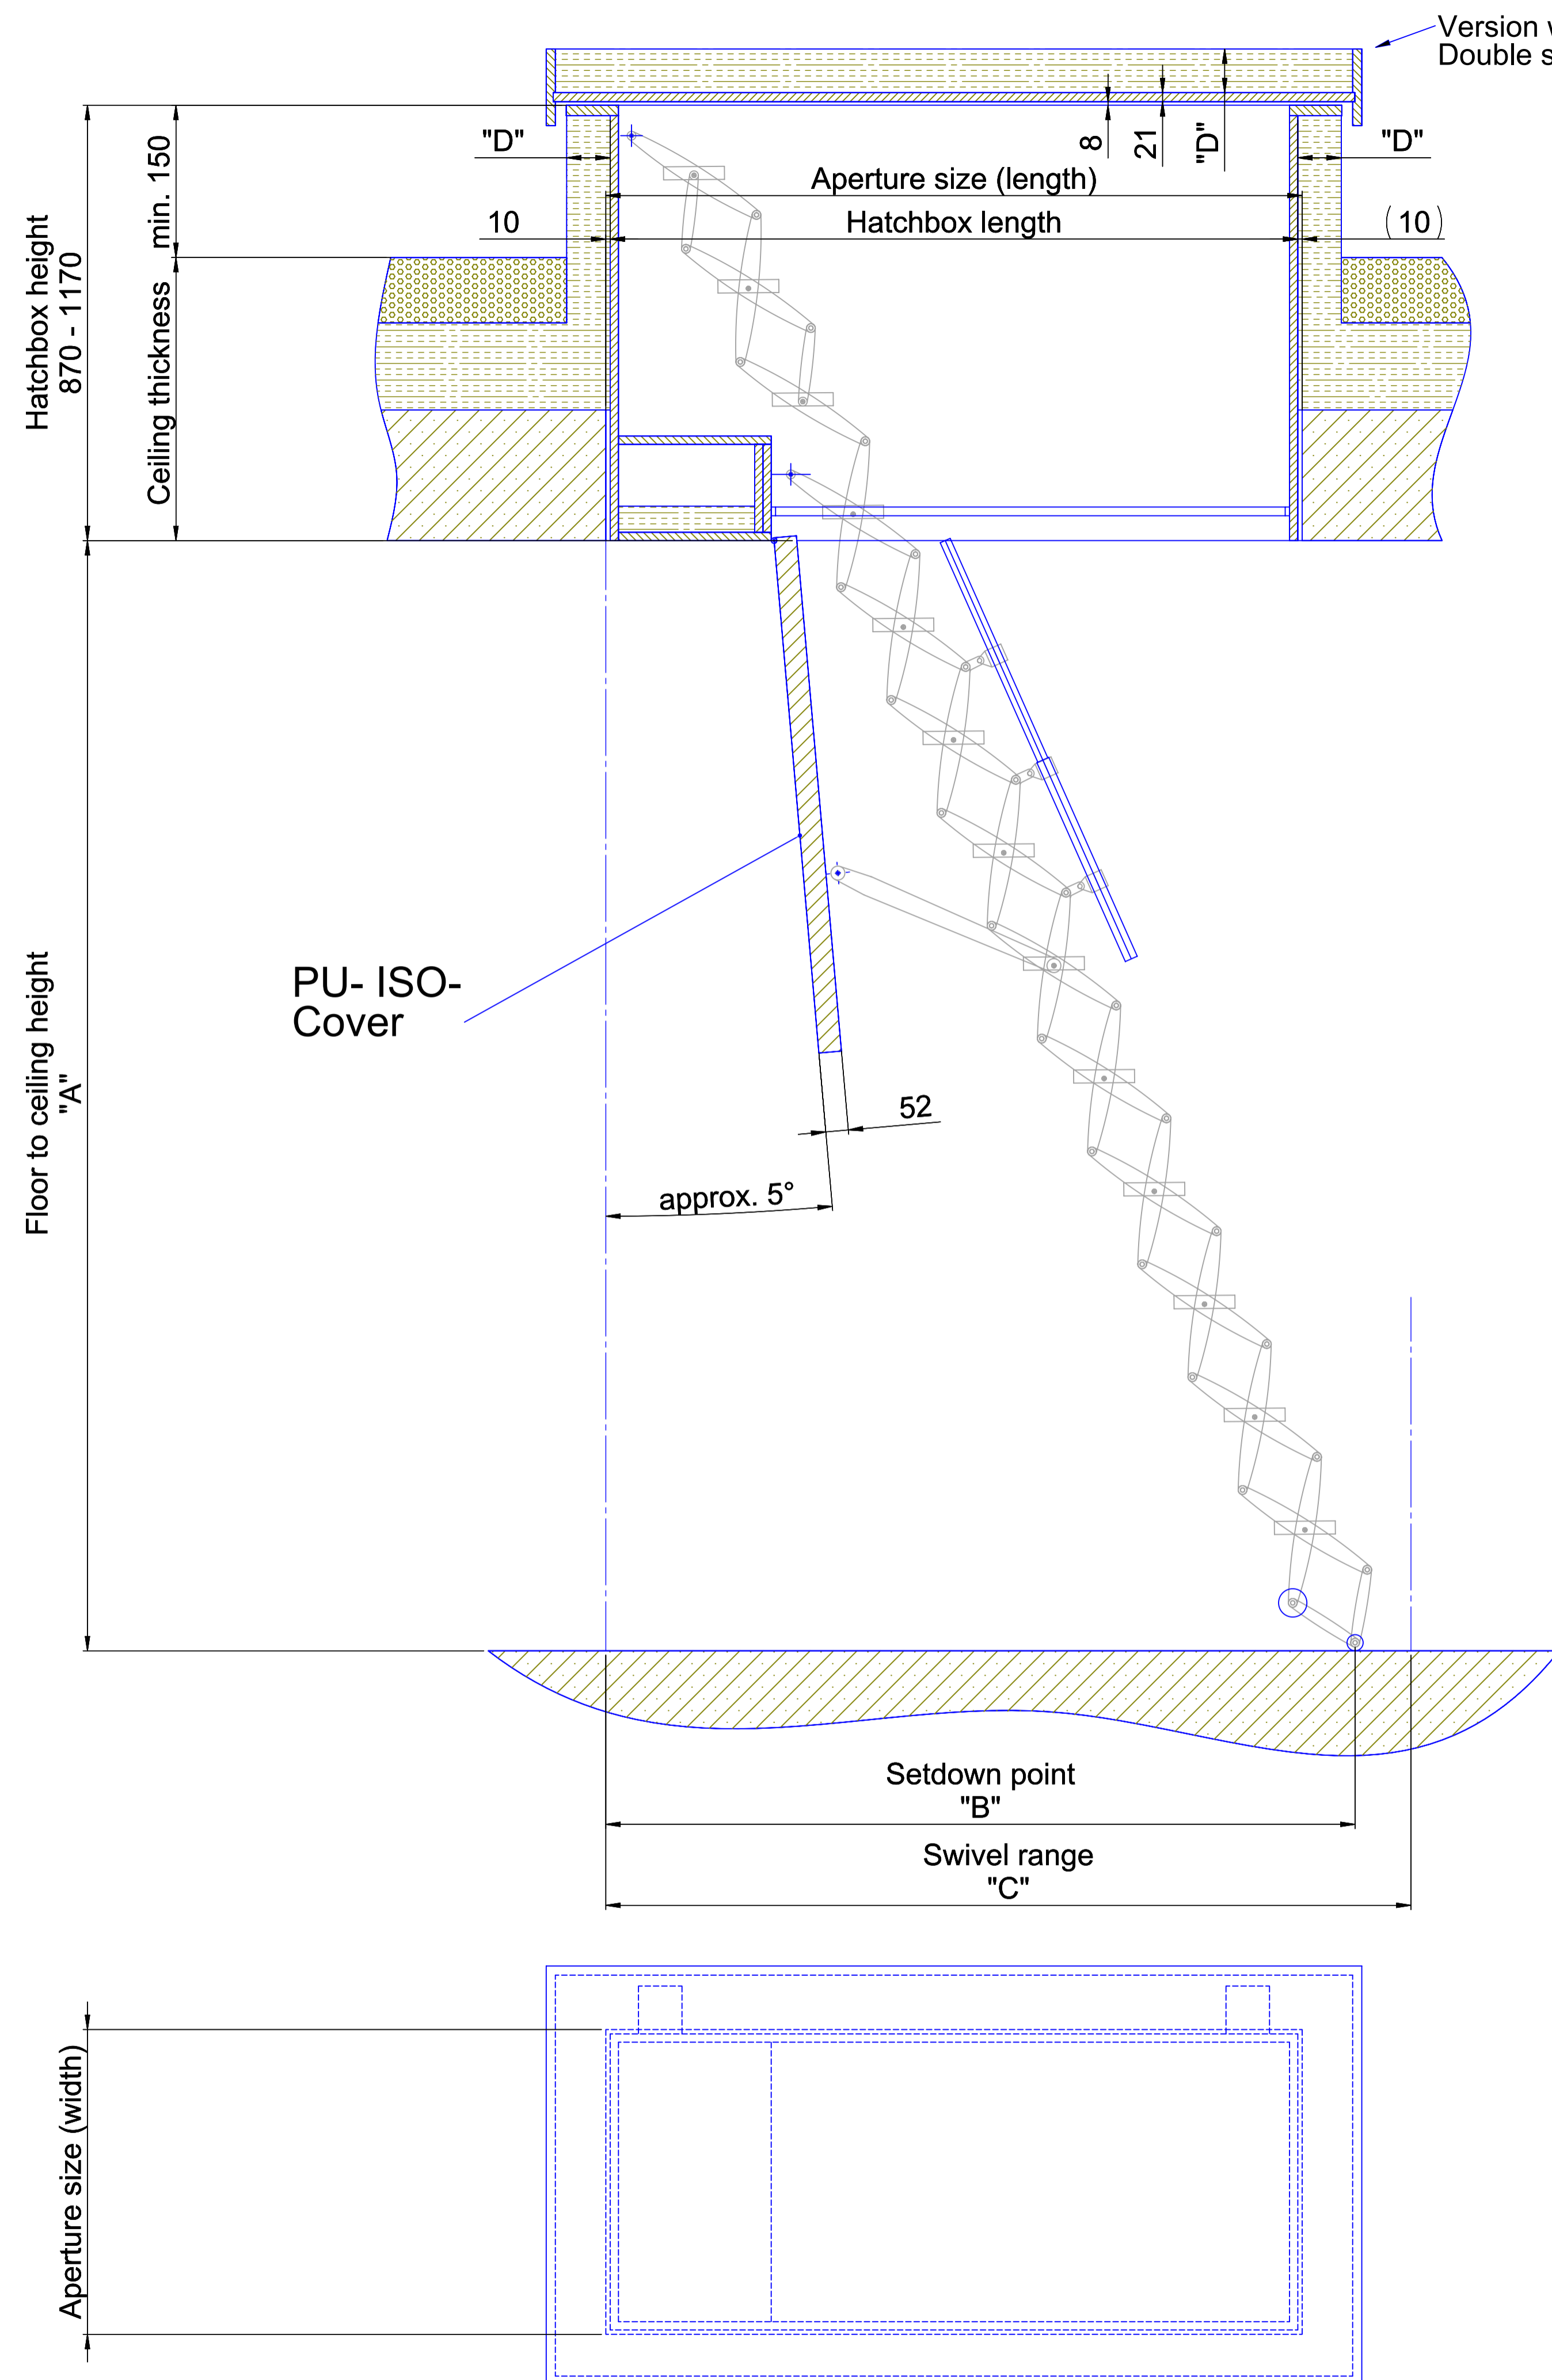 Version
Double
"D"
8
21
"D"
"D"
Aperture size (length)
10
Hatchbox length
(10)
Hatchbox height
870 - 1170
min. 150
Ceiling thickness
PU- ISO-
Cover
Floor to ceiling height
"A"
52
approx. 5°
Setdown point
"B"
Swivel range
"C"
Aperture size (width)